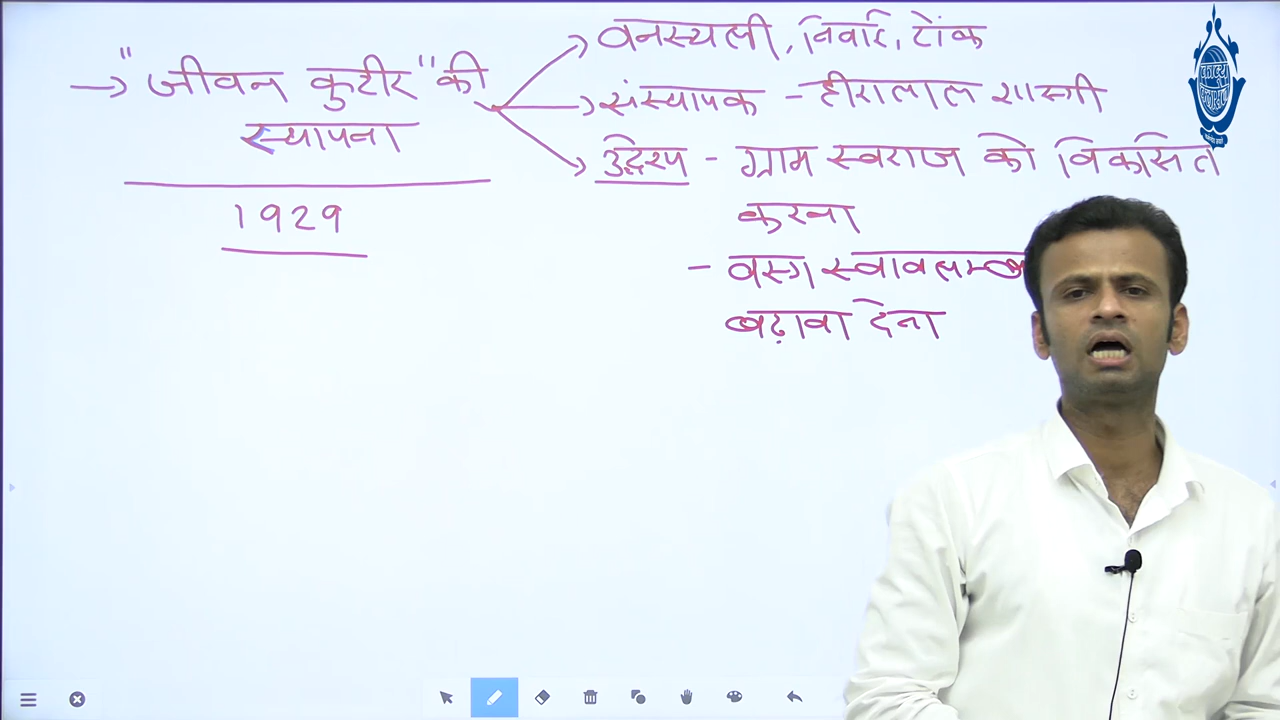 → "जीवन कुटीर" की
स्थापना
1929
→ वनस्थली, निवाई, टोंक
→ संस्थापक - हीरालाल शास्त्री
→ उद्देश्य - ग्राम स्वराज को विकसित
करना
- वस्त्र स्वावलम्ब
बढ़ावा देना